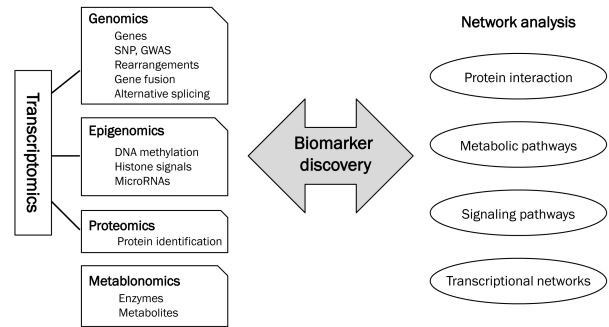 Transcriptomics
Genomics
Genes
SNP, GWAS
Rearrangements
Gene fusion
Alternative splicing
Epigenomics
DNA methylation
Histone signals
MicroRNAs
Proteomics
Protein identification
Metablonomics
Enzymes
Metabolites
Biomarker
discovery
Network analysis
Protein interaction
Metabolic pathways
Signaling pathways
Transcriptional networks